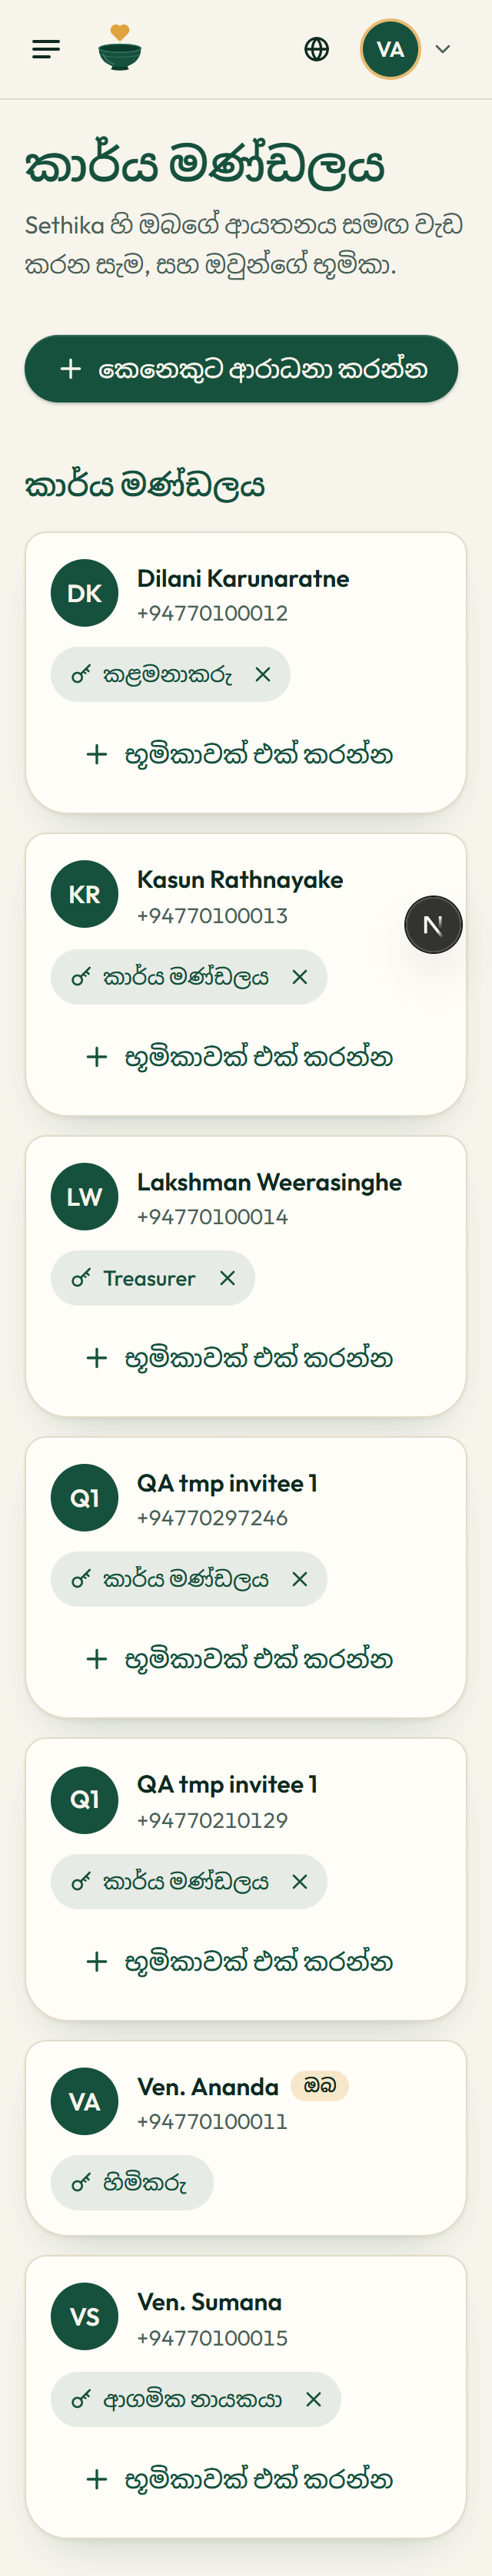 VA
කාර්ය මණ්ඩලය
Sethika හි ඔබගේ ආයතනය සමඟ වැඩ
කරන සැම, සහ ඔවුන්ගේ භූමිකා.
කෙනෙකුට ආරාධනා කරන්න
කාර්ය මණ්ඩලය
DK
Dilani Karunaratne
+94770100012
කළමනාකරු
භූමිකාවක් එක් කරන්න
KR
Kasun Rathnayake
+94770100013
N
කාර්ය මණ්ඩලය
භූමිකාවක් එක් කරන්න
LW
Lakshman Weerasinghe
+94770100014
Treasurer
භූමිකාවක් එක් කරන්න
Q1
QA tmp invitee 1
+94770297246
කාර්ය මණ්ඩලය
භූමිකාවක් එක් කරන්න
Q1
QA tmp invitee 1
+94770210129
කාර්ය මණ්ඩලය
භූමිකාවක් එක් කරන්න
VA
Ven. Ananda ඔබ
+94770100011
හිමිකරු
VS
Ven. Sumana
+94770100015
ආගමික නායකයා
භූමිකාවක් එක් කරන්න